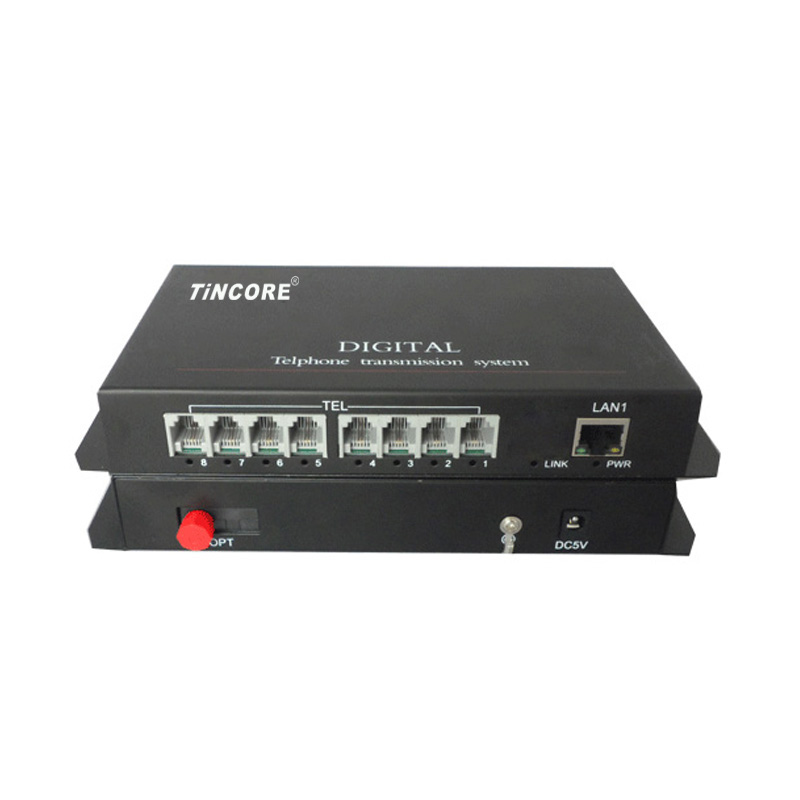 TiNCORE®
DIGITAL
Telphone transmission system
TEL
LAN1
8 7 6 5 4 3 2 1 LINK PWR
OPT
DC5V